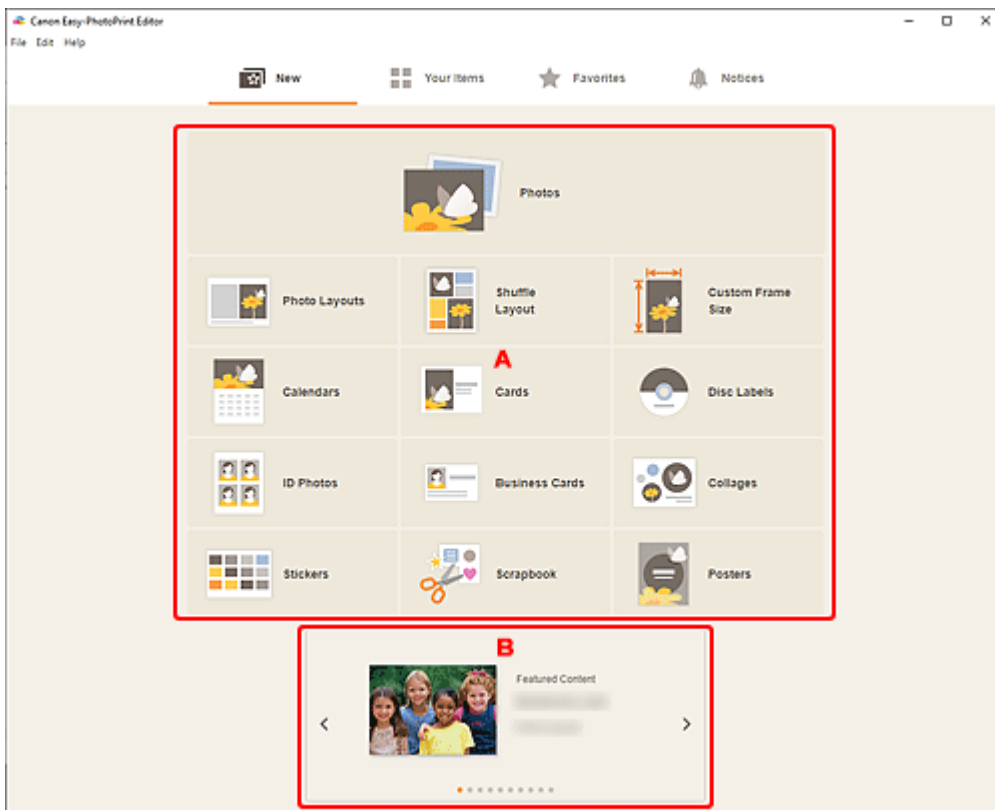 Canon Easy-PhotoPrint Editor
File Edit Help
New Your Items Favorites Notices
Photos
Photo Layouts
Shuffle
Layout
Custom Frame
Size
A
Calendars
Cards
Disc Labels
ID Photos
Business Cards
Collages
Stickers
Scrapbook
Posters
B
Featured Content